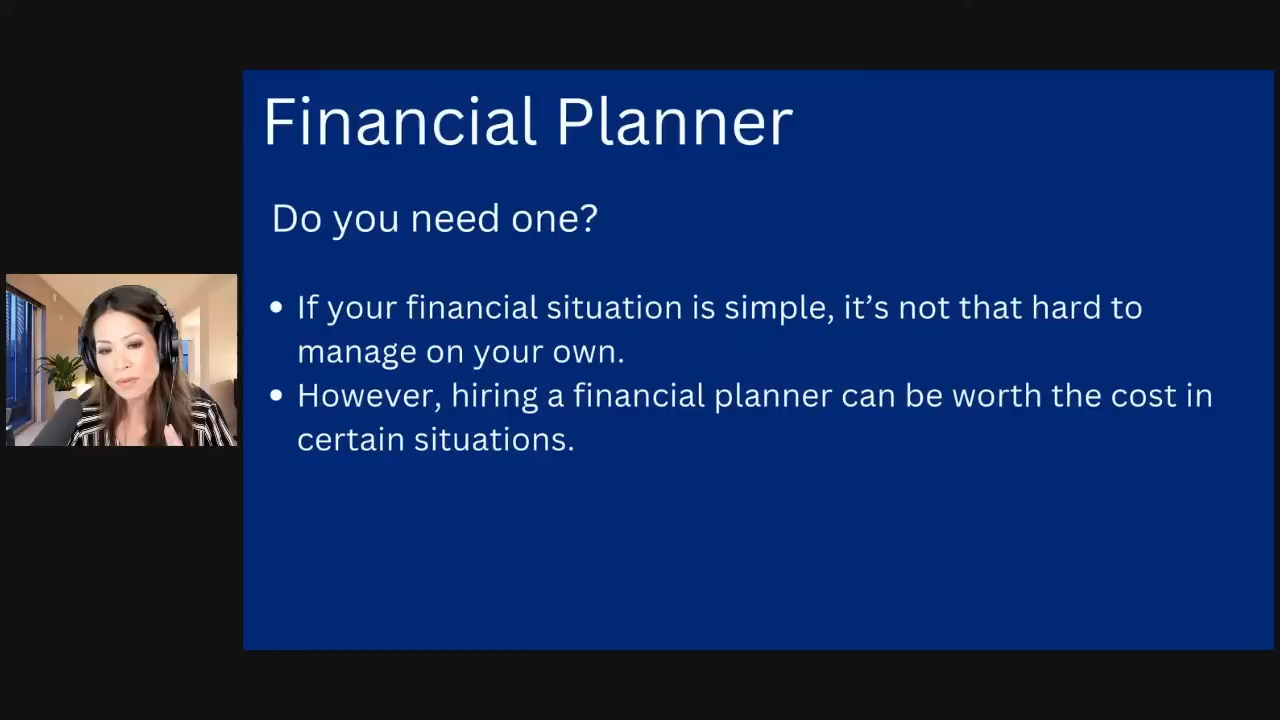 Financial Planner
Do you need one?
• If your financial situation is simple, it’s not that hard to
manage on your own.
• However, hiring a financial planner can be worth the cost in
certain situations.